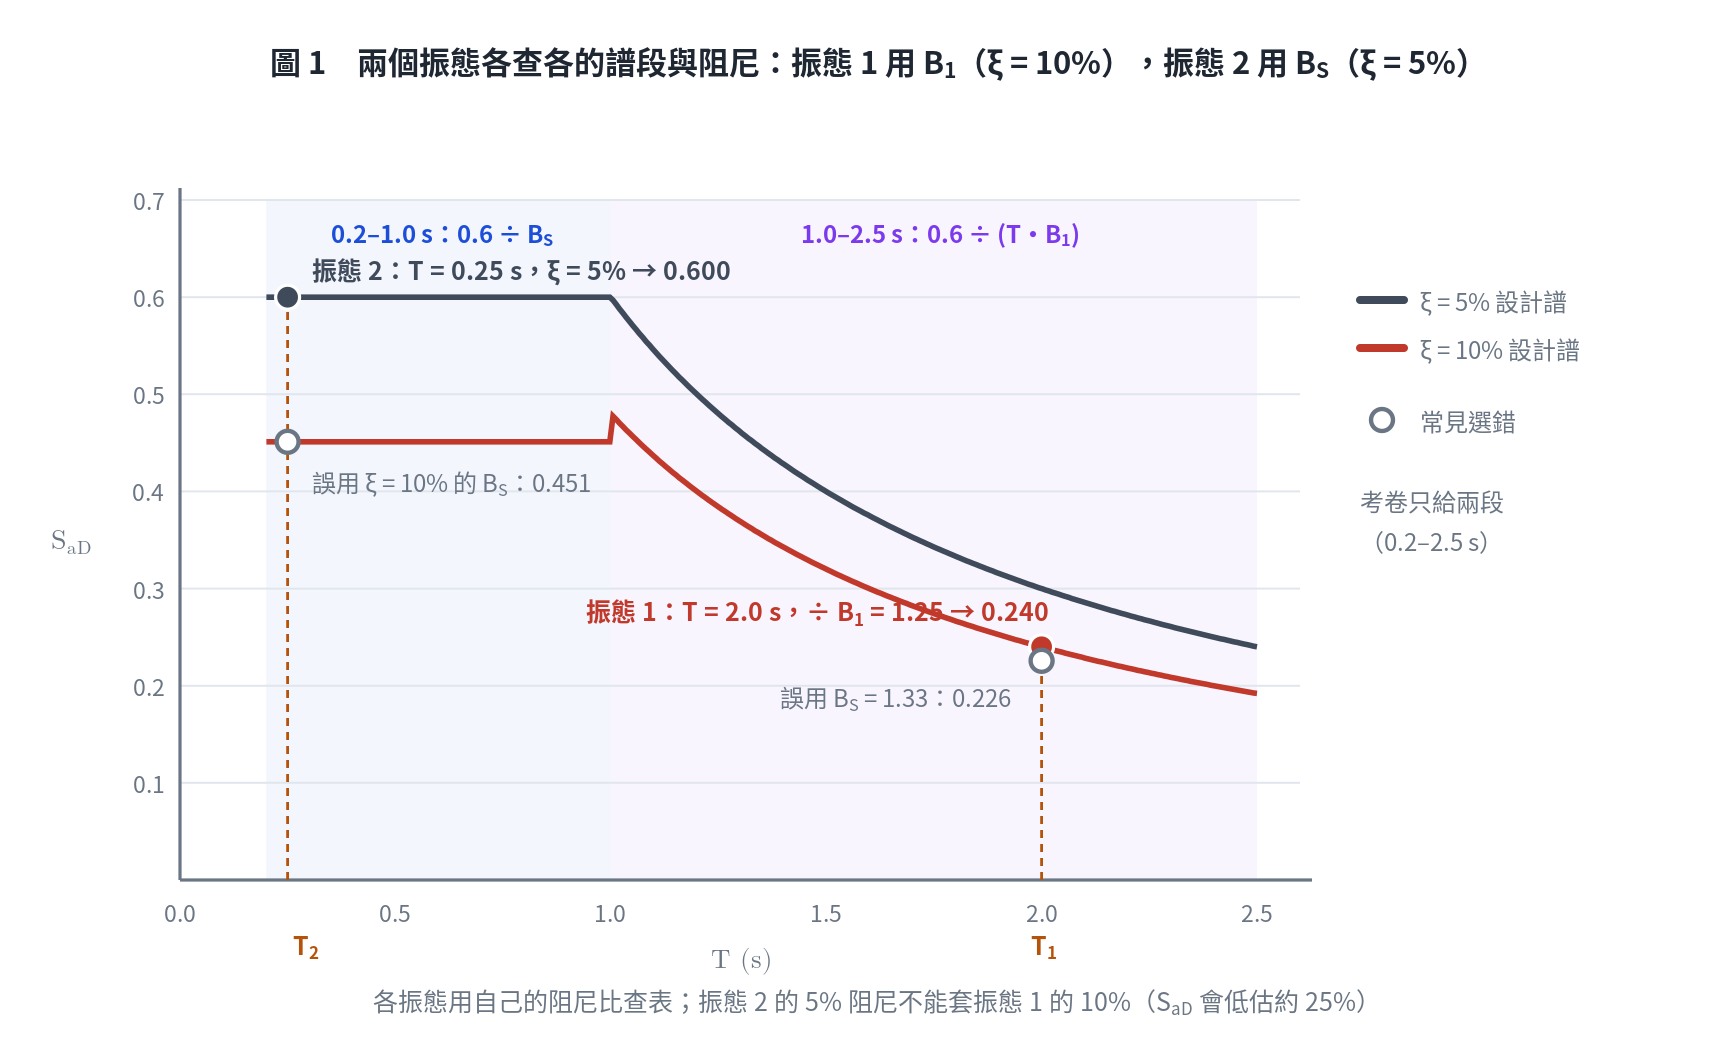 圖 1　兩個振態各查各的譜段與阻尼：振態 1 用 B₁（ξ = 10%），振態 2 用 Bₛ（ξ = 5%）
0.2–1.0 s：0.6 ÷ Bₛ
1.0–2.5 s：0.6 ÷ (T・B₁)
振態 2：T = 0.25 s，ξ = 5% → 0.600
誤用 ξ = 10% 的 Bₛ：0.451
振態 1：T = 2.0 s，÷ B₁ = 1.25 → 0.240
誤用 Bₛ = 1.33：0.226
0.7
0.6
0.5
0.4
0.3
0.2
0.1
SaD
0.0
0.5
1.0
1.5
2.0
2.5
T₂
T₁
T (s)
ξ = 5% 設計譜
ξ = 10% 設計譜
常見選錯
考卷只給兩段
（0.2–2.5 s）
各振態用自己的阻尼比查表；振態 2 的 5% 阻尼不能套振態 1 的 10%（SaD 會低估約 25%）